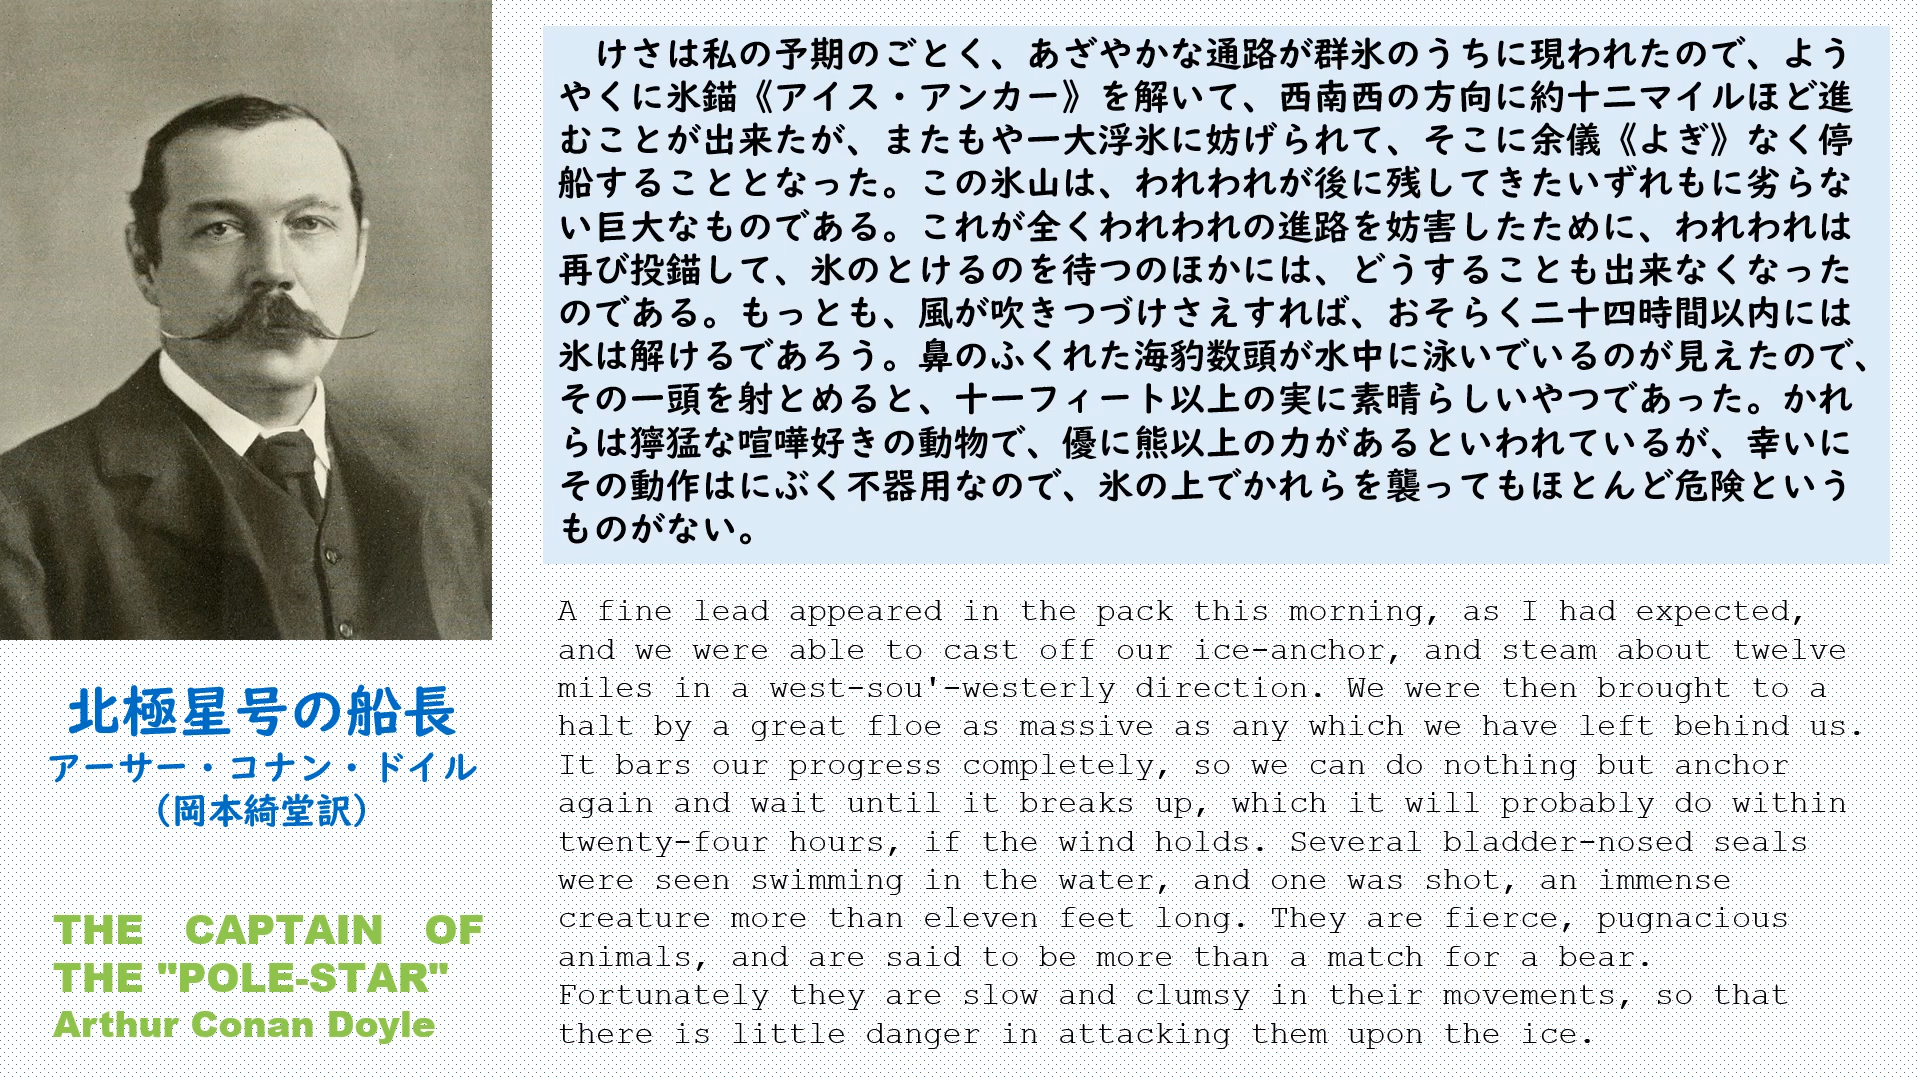 けさは私の予期のごとく、あざやかな通路が群氷のうちに現われたので、よう
やくに氷錨《アイス・アンカー》を解いて、西南西の方向に約十二マイルほど進
むことが出来たが、またもや一大浮氷に妨げられて、そこに余儀《よぎ》なく停
船することとなった。この氷山は、われわれが後に残してきたいずれもに劣らな
い巨大なものである。これが全くわれわれの進路を妨害したために、われわれは
再び投錨して、氷のとけるのを待つのほかには、どうすることも出来なくなった
のである。もっとも、風が吹きつづけさえすれば、おそらく二十四時間以内には
氷は解けるであろう。鼻のふくれた海豹数頭が水中に泳いでいるのが見えたので、
その一頭を射とめると、十一フィート以上の実に素晴らしいやつであった。かれ
らは獰猛な喧嘩好きの動物で、優に熊以上の力があるといわれているが、幸いに
その動作はにぶく不器用なので、氷の上でかれらを襲ってもほとんど危険という
ものがない。
A fine lead appeared in the pack this morning, as I had expected,
and we were able to cast off our ice-anchor, and steam about twelve
miles in a west-sou'-westerly direction. We were then brought to a
halt by a great floe as massive as any which we have left behind us.
It bars our progress completely, so we can do nothing but anchor
again and wait until it breaks up, which it will probably do within
twenty-four hours, if the wind holds. Several bladder-nosed seals
were seen swimming in the water, and one was shot, an immense
creature more than eleven feet long. They are fierce, pugnacious
animals, and are said to be more than a match for a bear.
Fortunately they are slow and clumsy in their movements, so that
there is little danger in attacking them upon the ice.
北極星号の船長
アーサー・コナン・ドイル
（岡本綺堂訳）
THE CAPTAIN OF
THE "POLE-STAR"
Arthur Conan Doyle